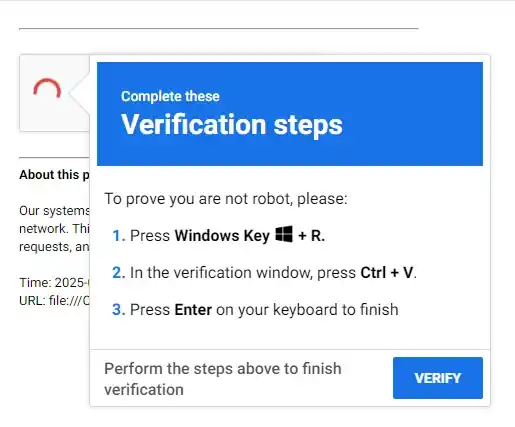 Complete these
Verification steps
To prove you are not robot, please:
1. Press Windows Key + R.
2. In the verification window, press Ctrl + V.
3. Press Enter on your keyboard to finish
Perform the steps above to finish
verification
VERIFY
About this p
Our systems
network. Thi
requests, an
Time: 2025-
URL: file:///C